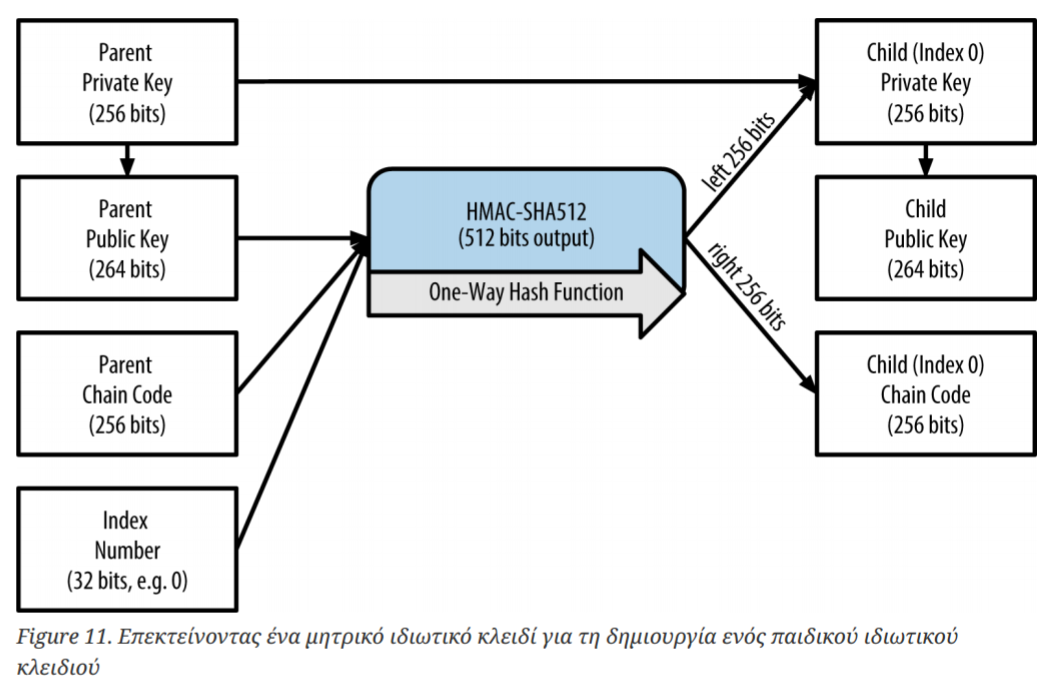 Parent
Private Key
(256 bits)
Child (Index 0)
Private Key
(256 bits)
left 256 bits
Parent
Public Key
(264 bits)
HMAC-SHA512
(512 bits output)
One-Way Hash Function
Child
Public Key
(264 bits)
right 256 bits
Parent
Chain Code
(256 bits)
Child (Index 0)
Chain Code
(256 bits)
Index
Number
(32 bits, e.g. 0)
Figure 11. Επεκτείνοντας ένα μητρικό ιδιωτικό κλειδί για τη δημιουργία ενός παιδικού ιδιωτικού
κλειδιού